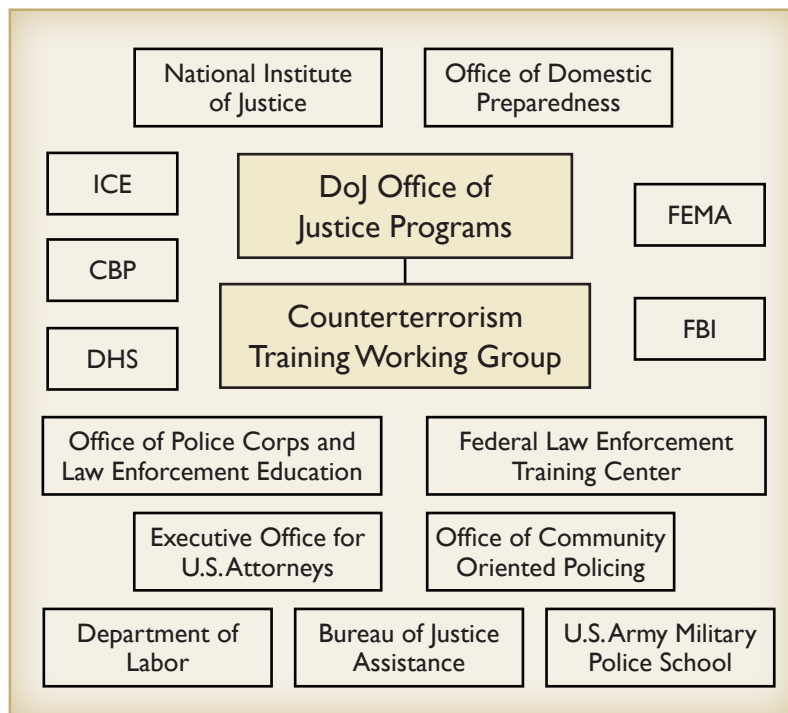 National Institute
of Justice
Office of Domestic
Preparedness
ICE
DoJ Office of
Justice Programs
FEMA
CBP
Counterterrorism
Training Working Group
FBI
DHS
Office of Police Corps and
Law Enforcement Education
Federal Law Enforcement
Training Center
Executive Office for
U.S. Attorneys
Office of Community
Oriented Policing
Department of
Labor
Bureau of Justice
Assistance
U.S. Army Military
Police School